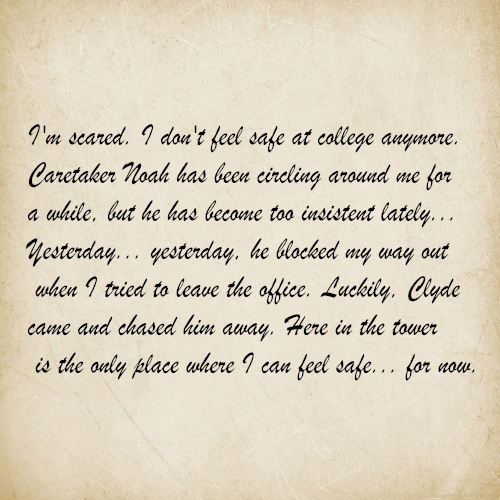 I'm scared. I don't feel safe at college anymore.
Caretaker Noah has been circling around me for
a while, but he has become too insistent lately...
Yesterday... yesterday, he blocked my way out
when I tried to leave the office. Luckily, Clyde
came and chased him away. Here in the tower
is the only place where I can feel safe... for now.